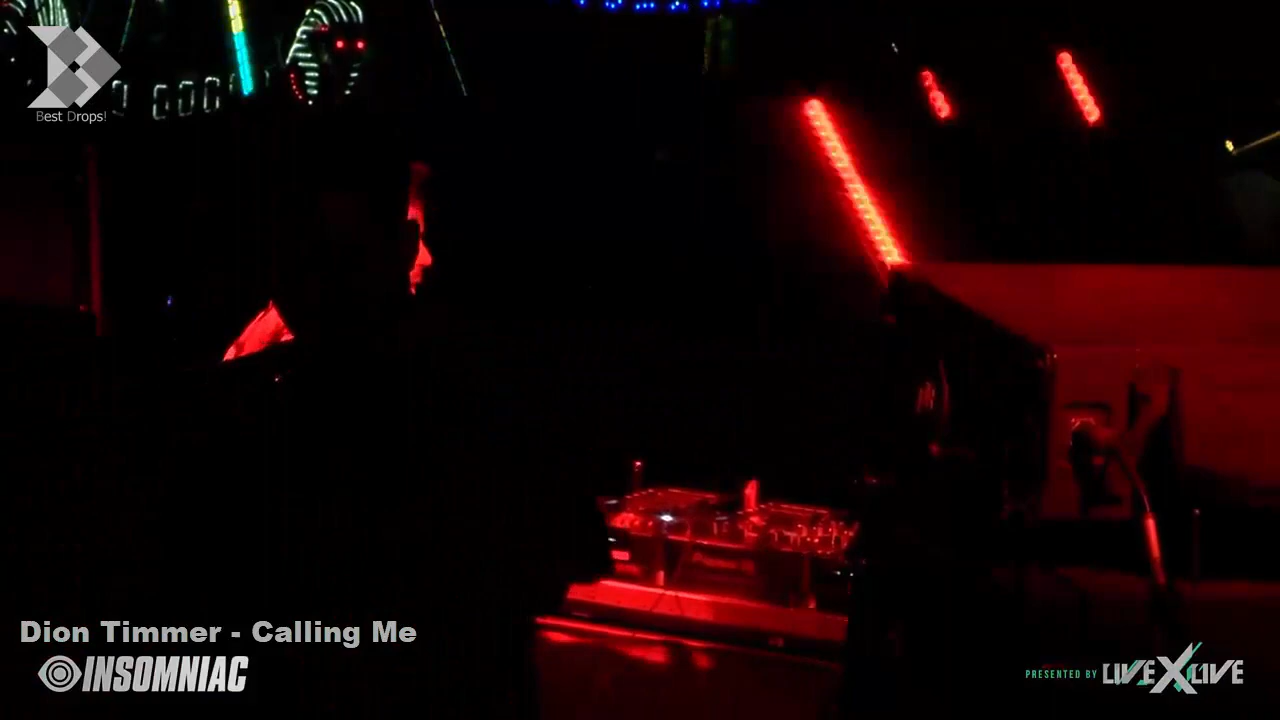 Best Drops!
Dion Timmer - Calling Me
INSOMNIAC
PRESENTED BY LIVEXLIVE